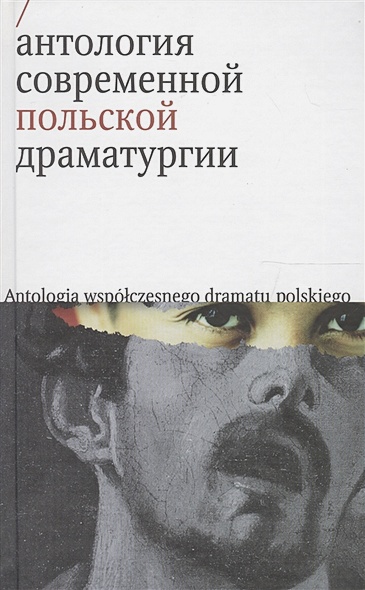 /
антология
современной
польской
драматургии
Antologia współczesnego dramatu polskiego